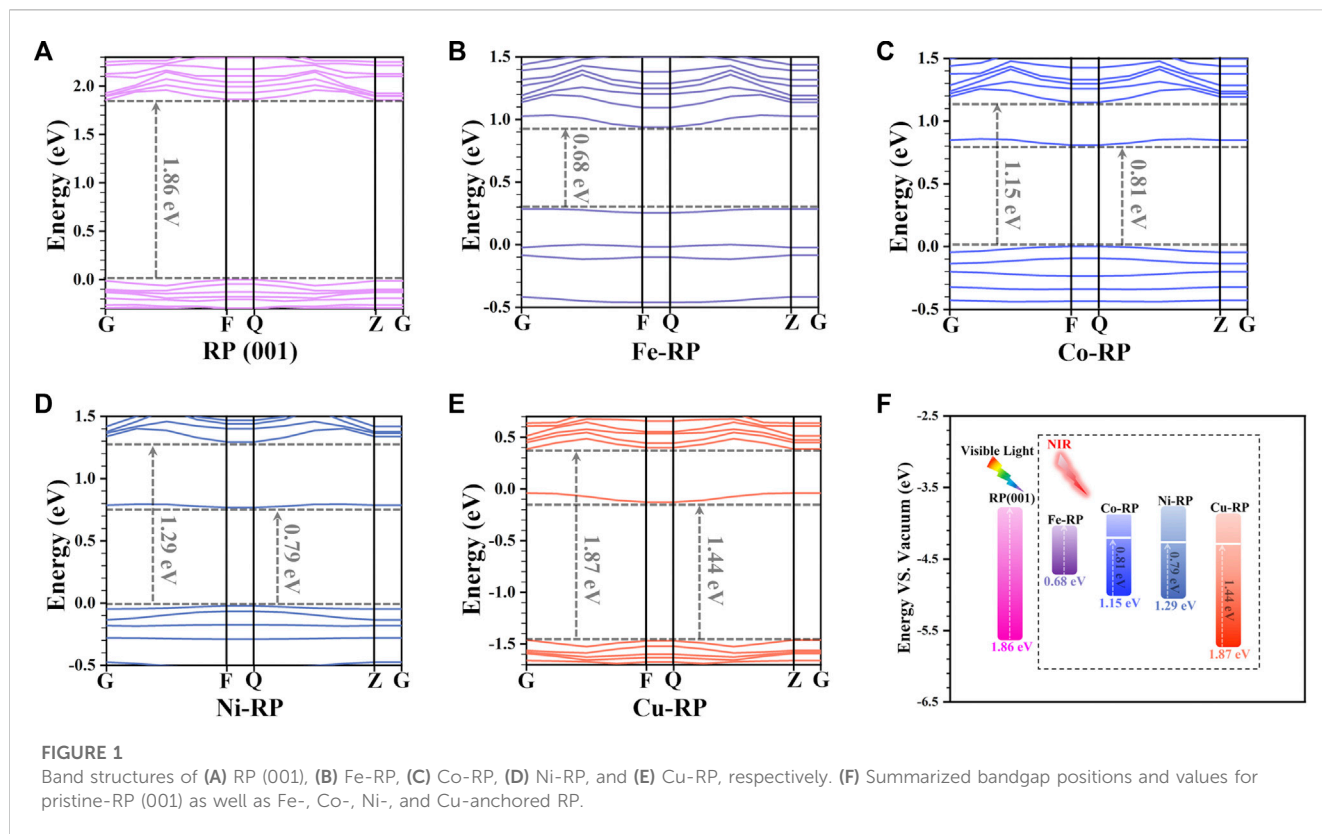 A
Energy (eV)
2.0
1.5
1.0
0.5
0.0
1.86 eV
G F Q Z G
RP (001)
B
Energy (eV)
1.5
1.0
0.5
0.0
-0.5
0.68 eV
G F Q Z G
Fe-RP
C
Energy (eV)
1.5
1.0
0.5
0.0
-0.5
1.15 eV
0.81 eV
G F Q Z G
Co-RP
D
Energy (eV)
1.5
1.0
0.5
0.0
-0.5
1.29 eV
0.79 eV
G F Q Z G
Ni-RP
E
Energy (eV)
0.5
0.0
-0.5
-1.0
-1.5
1.87 eV
1.44 eV
G F Q Z G
Cu-RP
F
Energy VS. Vacuum (eV)
-2.5
-3.5
-4.5
-5.5
-6.5
Visible Light
RP(001)
1.86 eV
NIR
Fe-RP
0.68 eV
Co-RP
0.81 eV
1.15 eV
Ni-RP
0.79 eV
1.29 eV
Cu-RP
1.44 eV
1.87 eV
FIGURE 1
Band structures of (A) RP (001), (B) Fe-RP, (C) Co-RP, (D) Ni-RP, and (E) Cu-RP, respectively. (F) Summarized bandgap positions and values for
pristine-RP (001) as well as Fe-, Co-, Ni-, and Cu-anchored RP.